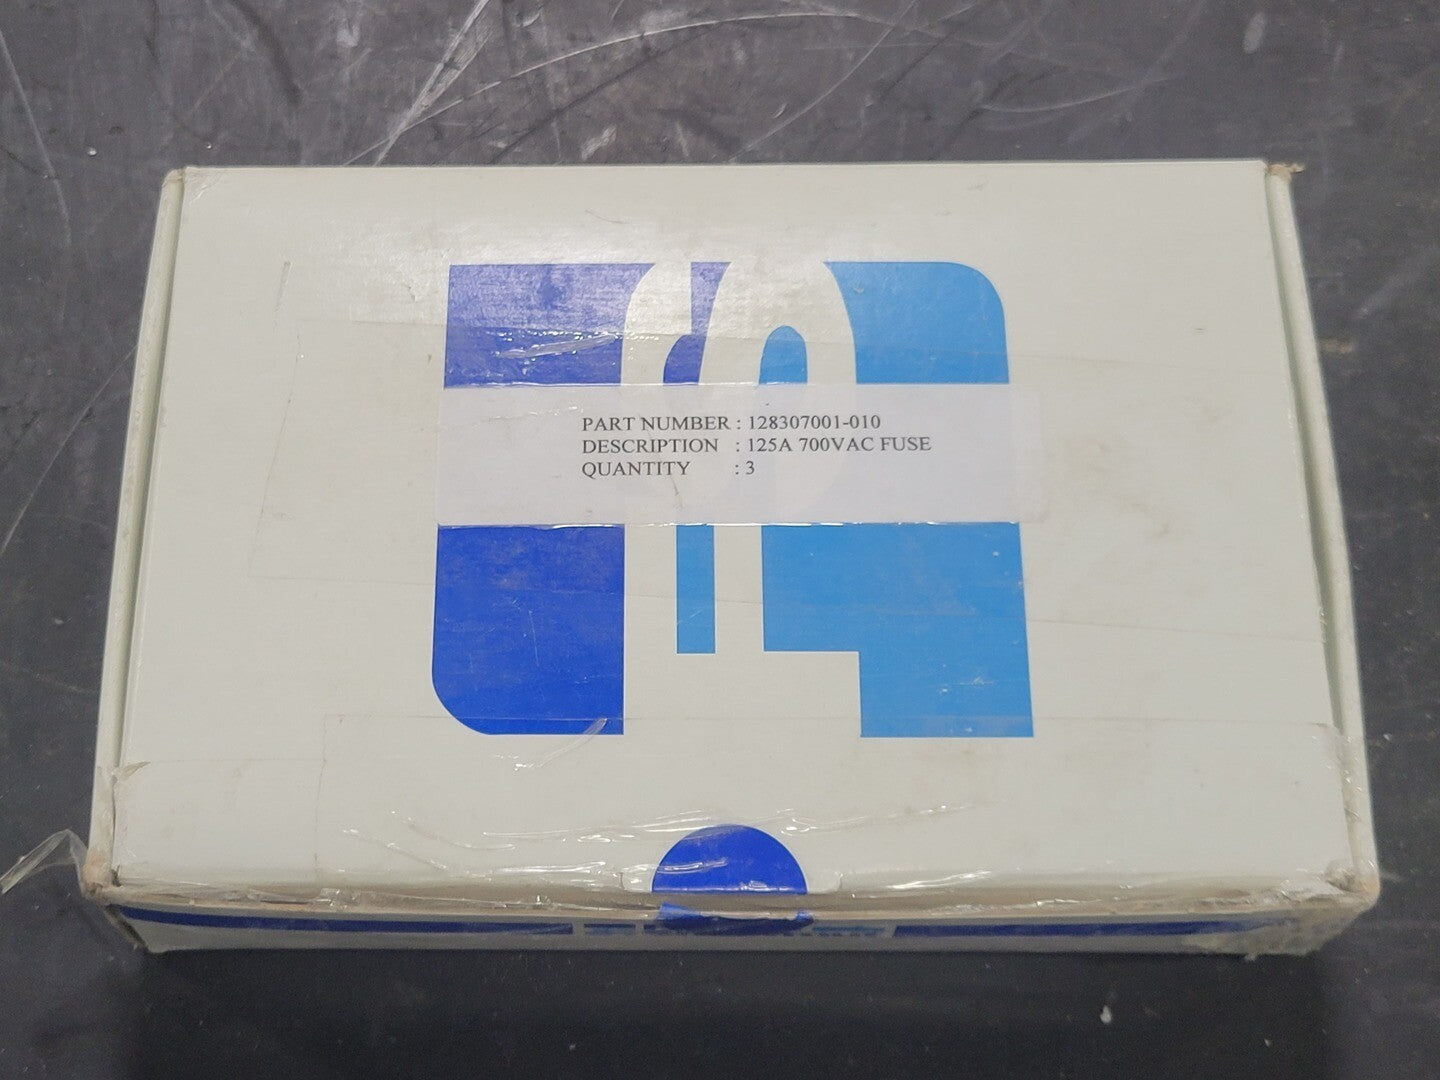 PART NUMBER : 128307001-010
DESCRIPTION : 125A 700VAC FUSE
QUANTITY : 3